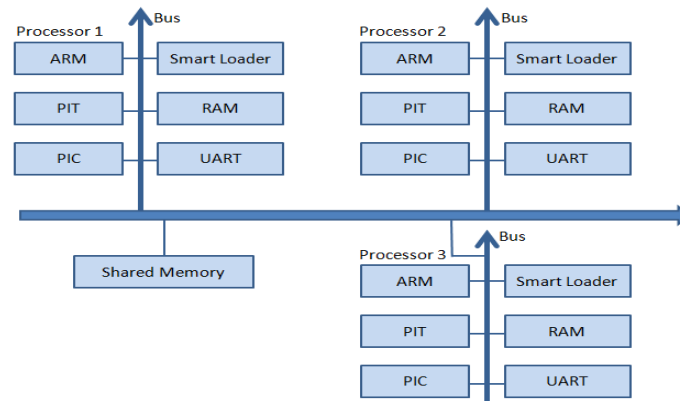 Bus
Processor 1
ARM
Smart Loader
PIT
RAM
PIC
UART
Bus
Processor 2
ARM
Smart Loader
PIT
RAM
PIC
UART
Shared Memory
Bus
Processor 3
ARM
Smart Loader
PIT
RAM
PIC
UART